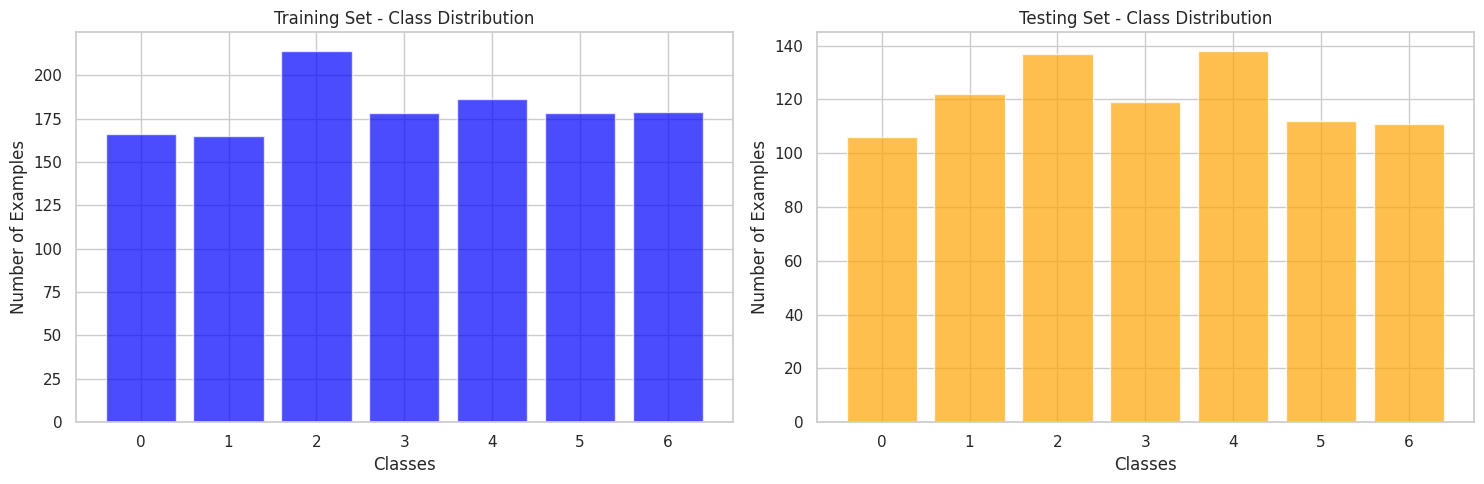 Training Set - Class Distribution
Number of Examples
200
175
150
125
100
75
50
25
0
0 1 2 3 4 5 6
Classes
Testing Set - Class Distribution
Number of Examples
140
120
100
80
60
40
20
0
0 1 2 3 4 5 6
Classes